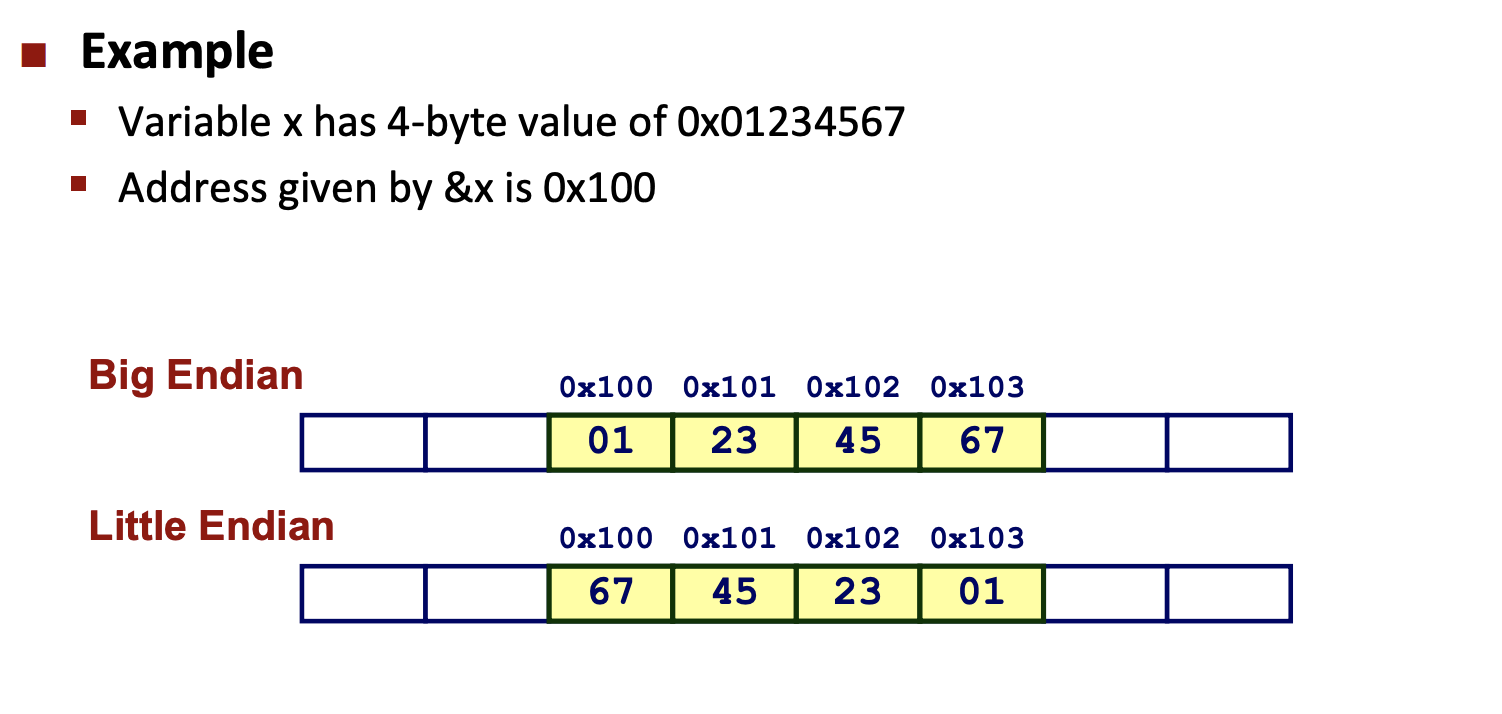 Example
Variable x has 4-byte value of 0x01234567
Address given by &x is 0x100
Big Endian
0x100 0x101 0x102 0x103
01 23 45 67
Little Endian
0x100 0x101 0x102 0x103
67 45 23 01